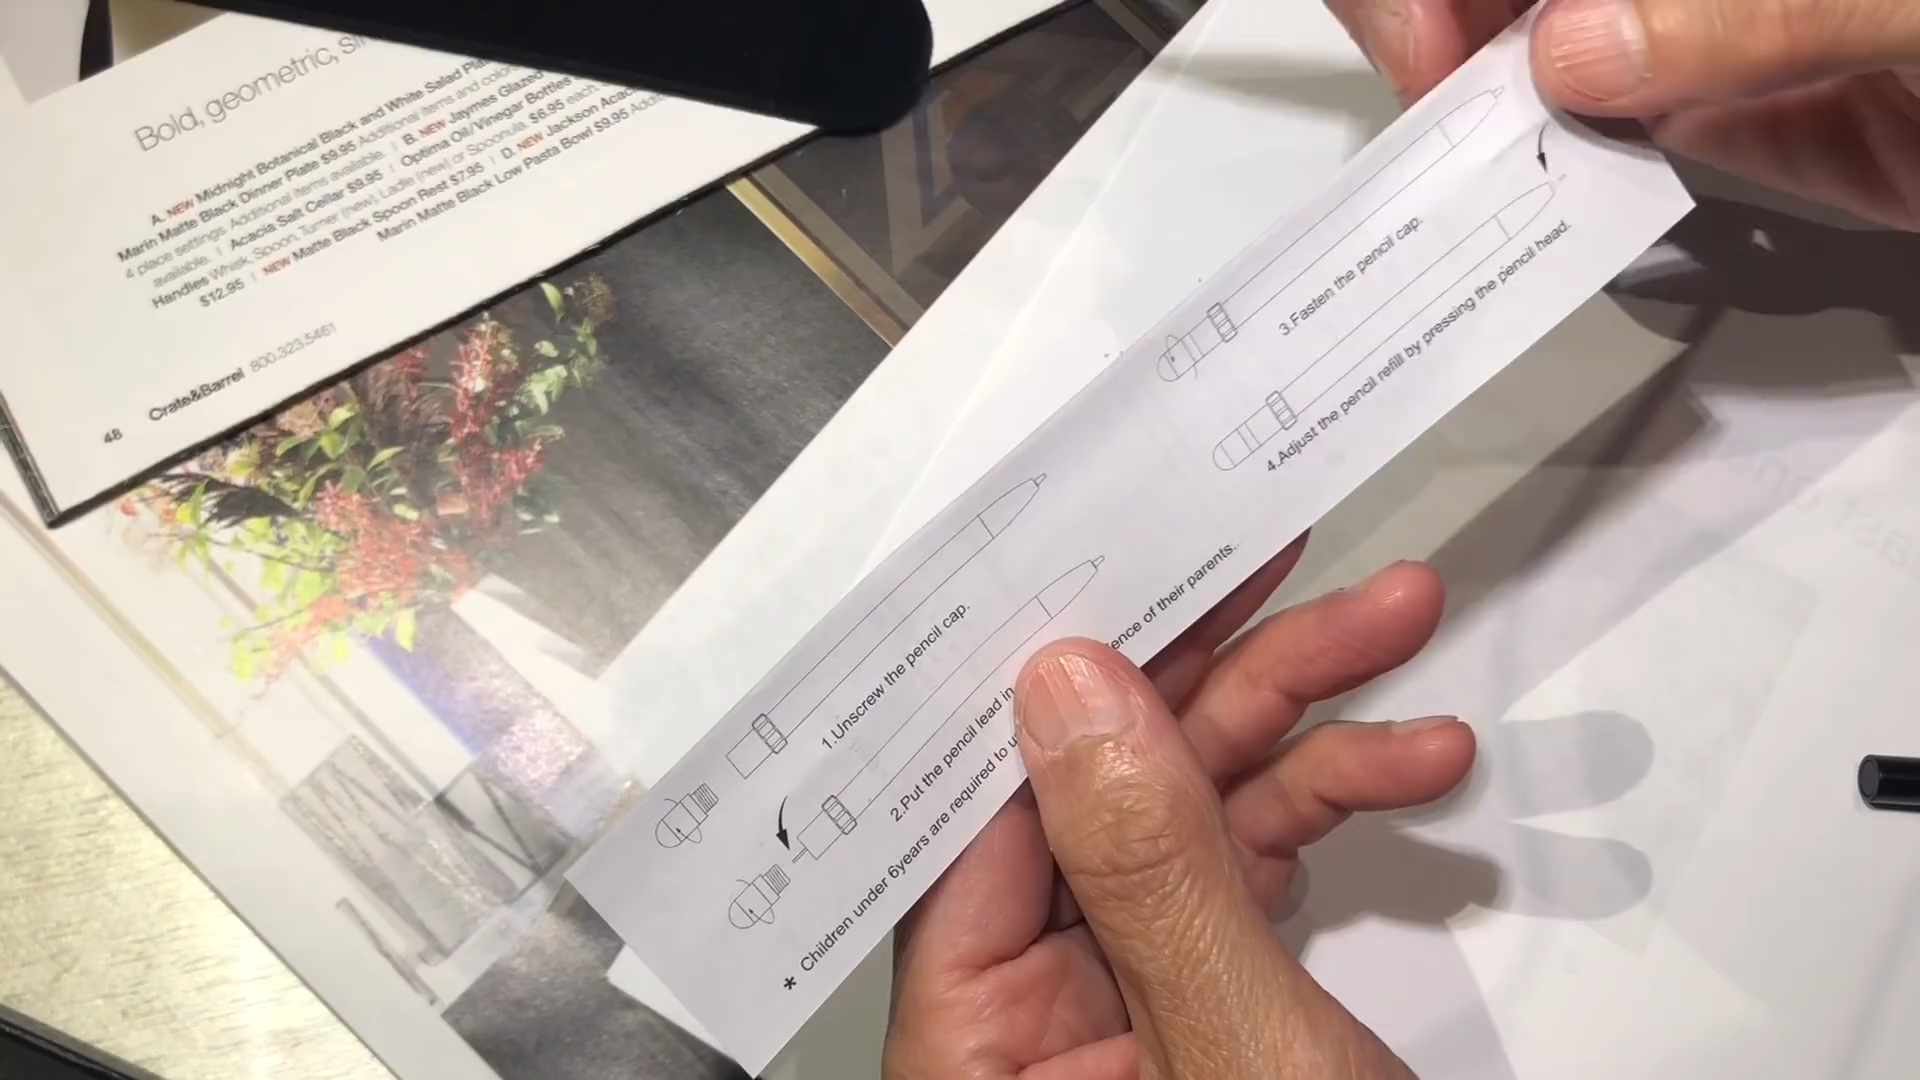 Bold, geometric,
A. NEW Midnight Botanical Black and White Salad
Marin Matte Black Dinner Plate $9.95 Additional items and
4 place settings. Additional items available. | B. NEW Jaymes Glazed
available. | Acacia Salt Cellar $9.95 | Optima Oil/Vinegar Bottles
Handles Whisk, Spoon, Turner (new), Ladle (new) or Spoonula. $6.95 each.
$12.95 | NEW Matte Black Spoon Rest $7.95 | D. NEW Jackson
Marin Matte Black Low Pasta Bowl $9.95
48 Crate&Barrel 800.323.5461
1.Unscrew the pencil cap.
2.Put the pencil lead in
3.Fasten the pencil cap.
4.Adjust the pencil refill by pressing the pencil head.
* Children under 6years are required to of their parents.